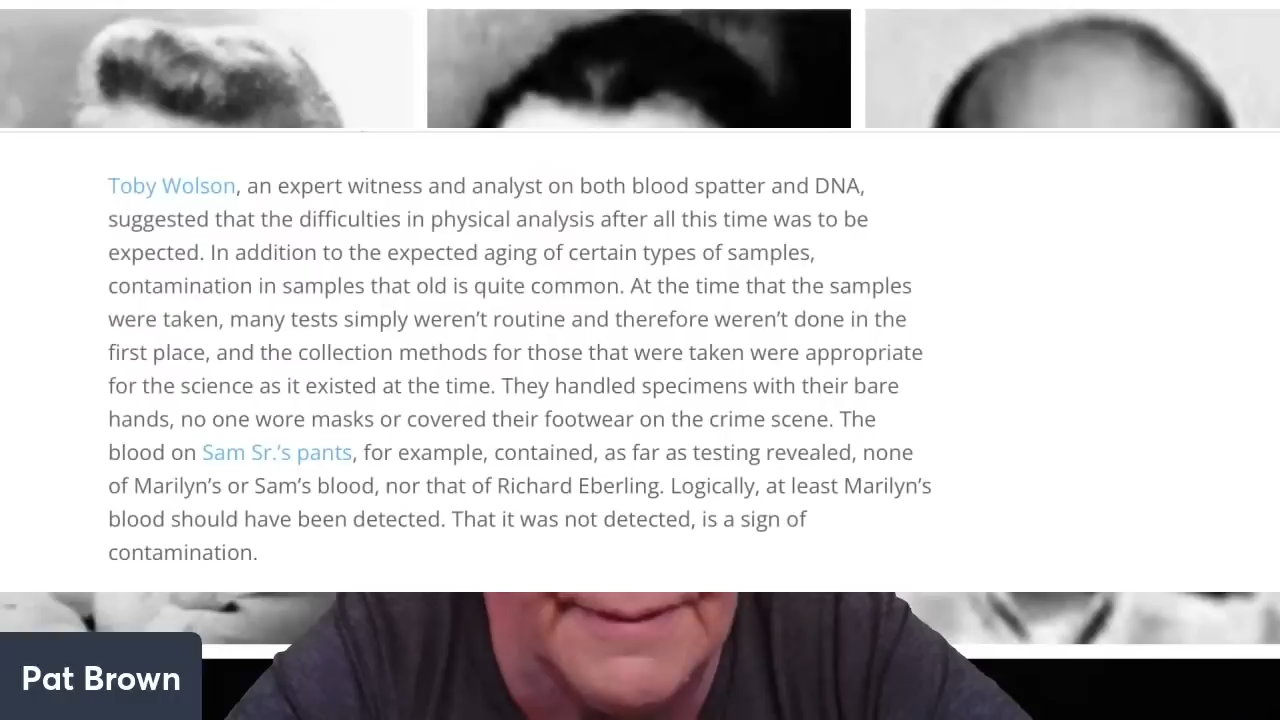 Toby Wolson, an expert witness and analyst on both blood spatter and DNA,
suggested that the difficulties in physical analysis after all this time was to be
expected. In addition to the expected aging of certain types of samples,
contamination in samples that old is quite common. At the time that the samples
were taken, many tests simply weren’t routine and therefore weren’t done in the
first place, and the collection methods for those that were taken were appropriate
for the science as it existed at the time. They handled specimens with their bare
hands, no one wore masks or covered their footwear on the crime scene. The
blood on Sam Sr.’s pants, for example, contained, as far as testing revealed, none
of Marilyn’s or Sam’s blood, nor that of Richard Eberling. Logically, at least Marilyn’s
blood should have been detected. That it was not detected, is a sign of
contamination.
Pat Brown